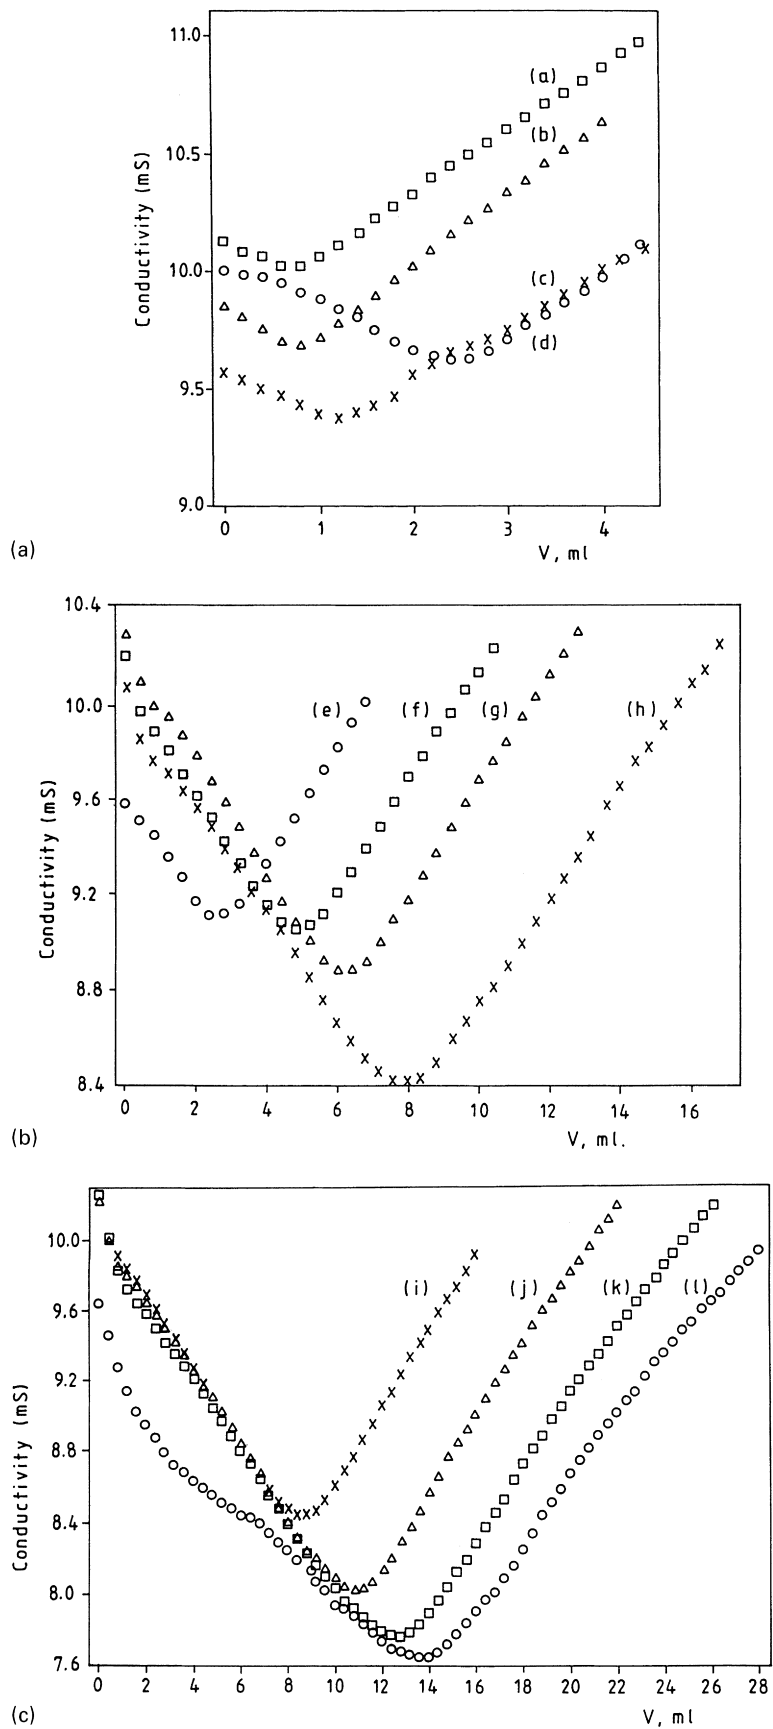 11.0
(a)
(b)
10.5
Conductivity (mS)
10.0
(c)
(d)
9.5
9.0
0 1 2 3 4
(a)
V, ml
10.4
10.0
(e) (f) (g) (h)
9.6
Conductivity (mS)
9.2
8.8
8.4
0 2 4 6 8 10 12 14 16
(b)
V, ml.
10.0
(i) (j) (k) (l)
9.6
9.2
Conductivity (mS)
8.8
8.4
8.0
7.6
0 2 4 6 8 10 12 14 16 18 20 22 24 26 28
(c)
V, ml